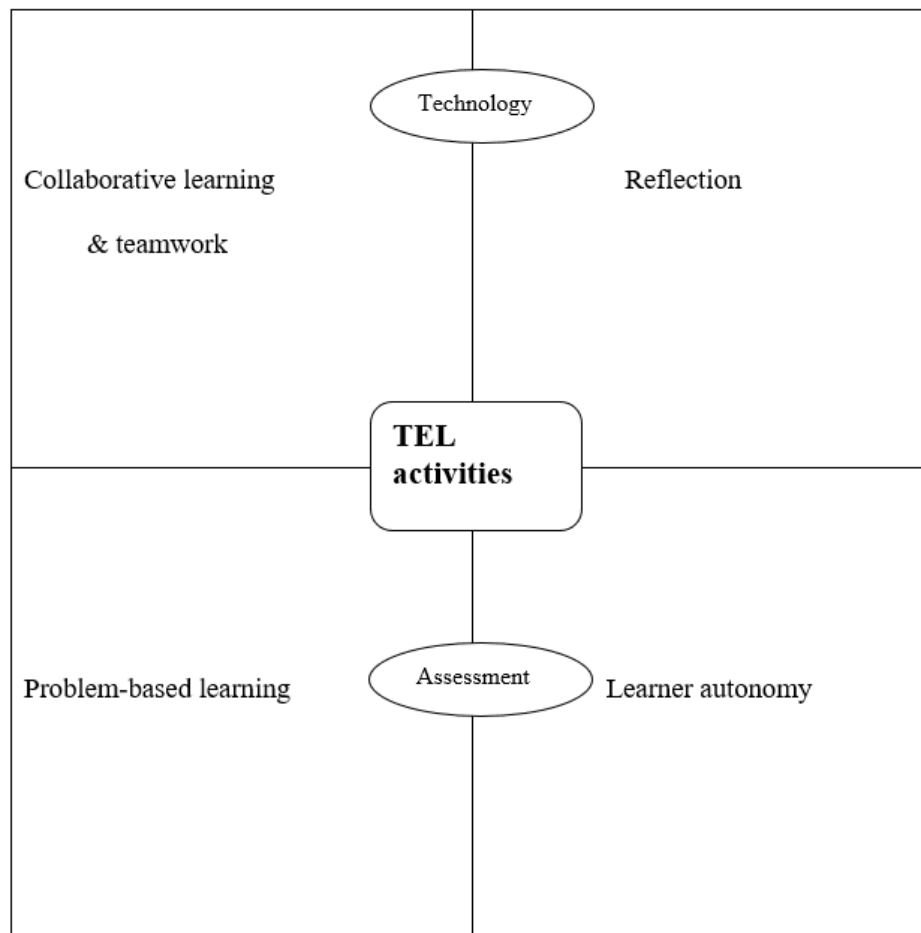 Technology
Collaborative learning
& teamwork
Reflection
TEL
activities
Problem-based learning
Assessment
Learner autonomy